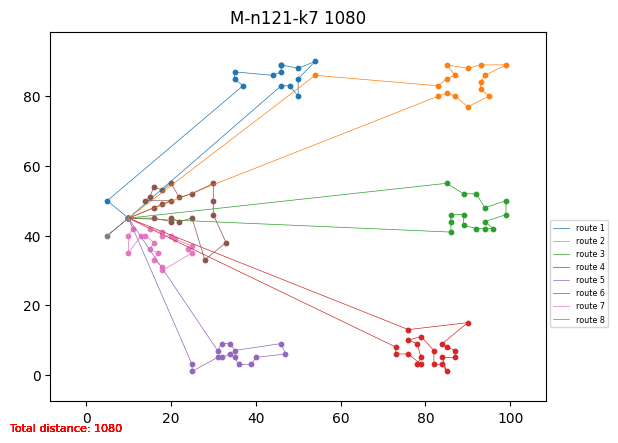 M-n121-k7 1080
80
60
40
20
0
0 20 40 60 80 100
route 1
route 2
route 3
route 4
route 5
route 6
route 7
route 8
Total distance: 1080